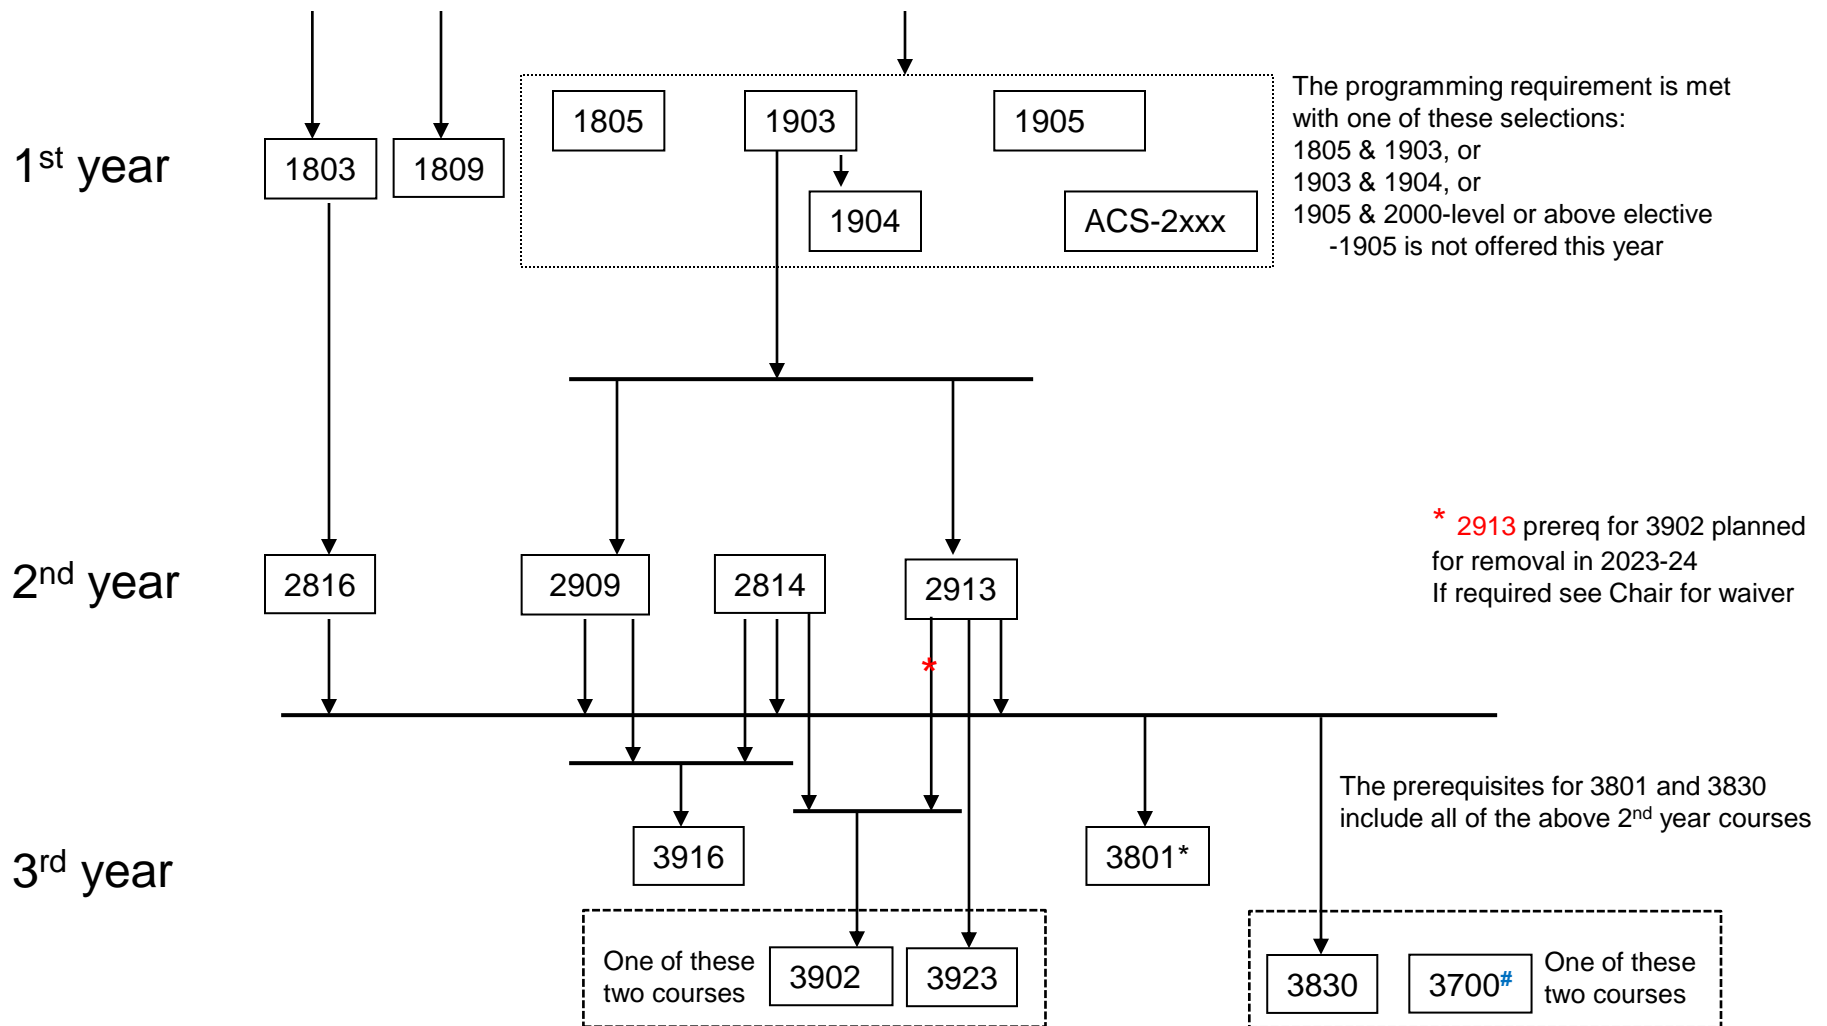 1805
1903
1905
The programming requirement is met
with one of these selections:
1805 & 1903, or
1903 & 1904, or
1905 & 2000-level or above elective
-1905 is not offered this year
1st year
1803
1809
1904
ACS-2xxx
* 2913 prereq for 3902 planned
for removal in 2023-24
If required see Chair for waiver
2nd year
2816
2909
2814
2913
*
The prerequisites for 3801 and 3830
include all of the above 2nd year courses
3rd year
3916
3801*
One of these
two courses
3902
3923
3830
3700#
One of these
two courses